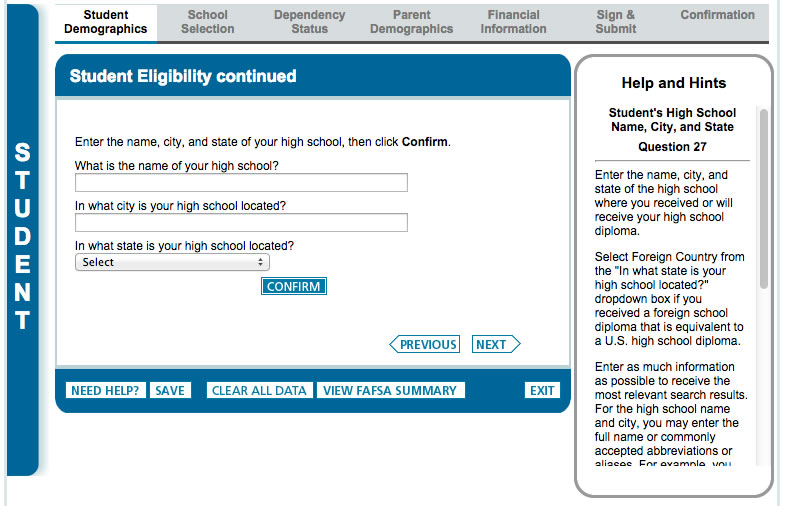 Student
Demographics
School
Selection
Dependency
Status
Parent
Demographics
Financial
Information
Sign &
Submit
Confirmation
STUDENT
Student Eligibility continued
Enter the name, city, and state of your high school, then click Confirm.
What is the name of your high school?
In what city is your high school located?
In what state is your high school located?
Select
CONFIRM
PREVIOUS
NEXT
NEED HELP?
SAVE
CLEAR ALL DATA
VIEW FAFSA SUMMARY
EXIT
Help and Hints
Student's High School
Name, City, and State
Question 27
Enter the name, city, and
state of the high school
where you received or will
receive your high school
diploma.
Select Foreign Country from
the "In what state is your
high school located?"
dropdown box if you
received a foreign school
diploma that is equivalent to
a U.S. high school diploma.
Enter as much information
as possible to receive the
most relevant search results.
For the high school name
and city, you may enter the
full name or commonly
accepted abbreviations or
aliases. For example, you